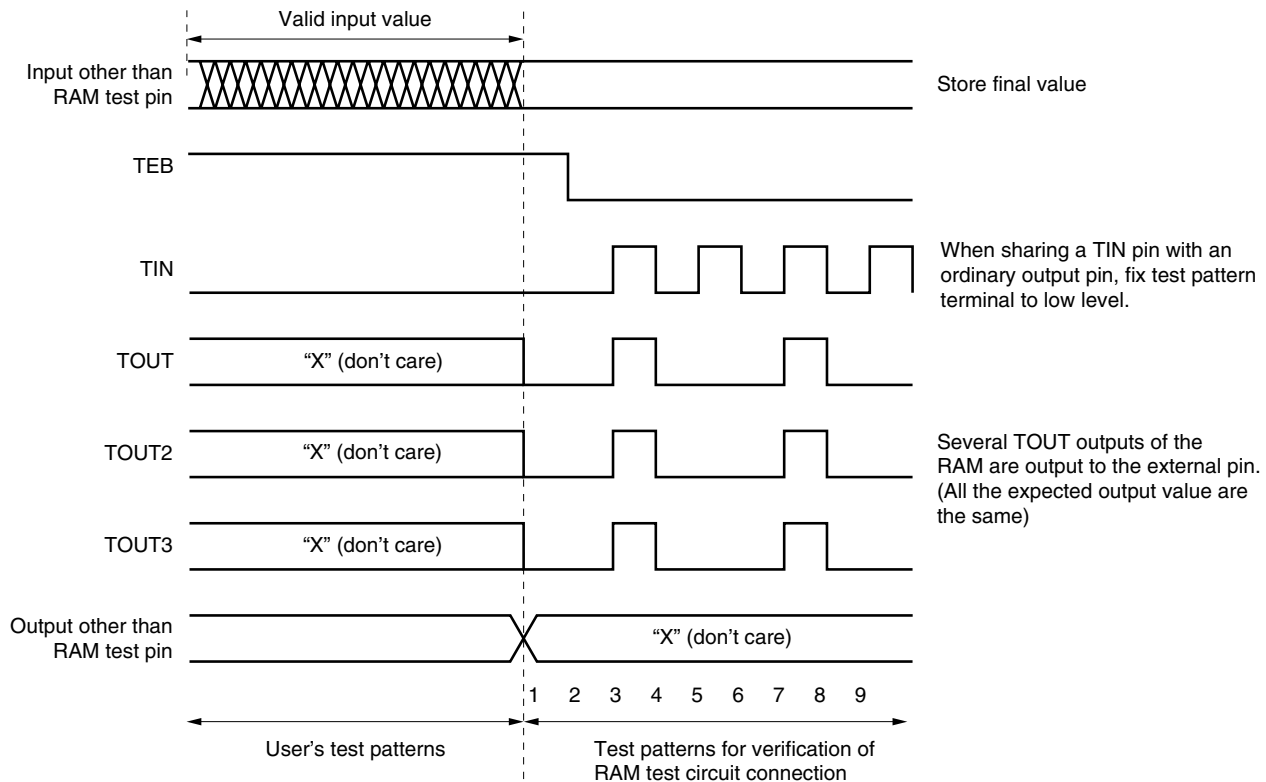 Valid input value
Input other than
RAM test pin
Store final value
TEB
TIN
When sharing a TIN pin with an
ordinary output pin, fix test pattern
terminal to low level.
TOUT
“X” (don’t care)
TOUT2
“X” (don’t care)
Several TOUT outputs of the
RAM are output to the external pin.
(All the expected output value are
the same)
TOUT3
“X” (don’t care)
Output other than
RAM test pin
“X” (don’t care)
1 2 3 4 5 6 7 8 9
User’s test patterns
Test patterns for verification of
RAM test circuit connection